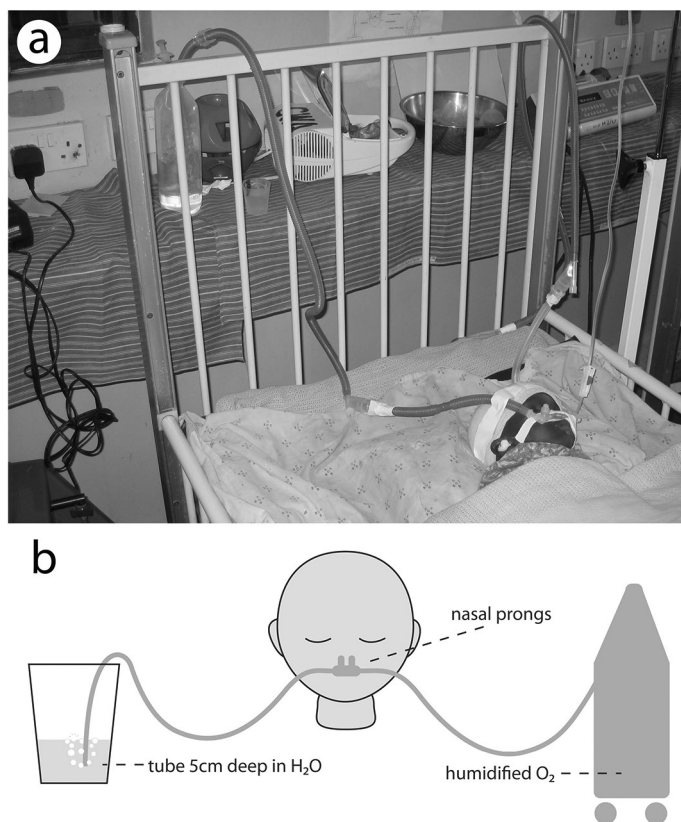 a
b
nasal prongs
tube 5cm deep in H₂O
humidified O₂